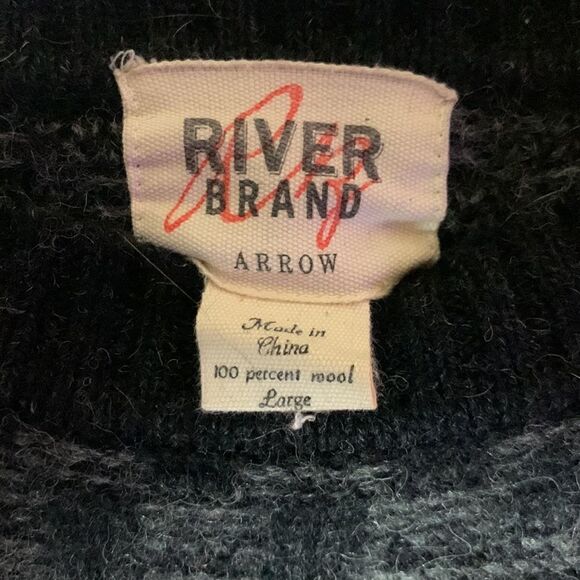 RIVER
BRAND
ARROW
Made in
China
100 percent wool
Large